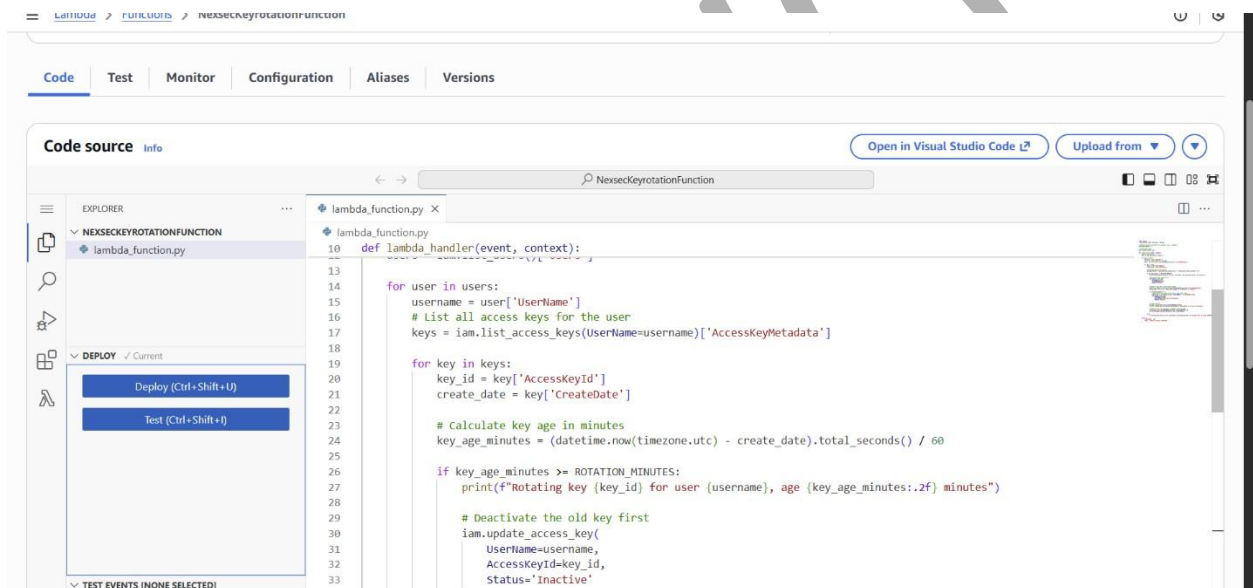 Lambda > Functions > NexsecKeyrotationFunction
Code Test Monitor Configuration Aliases Versions
Code source Info
Open in Visual Studio Code
Upload from
NexsecKeyrotationFunction
EXPLORER
NEXSECKEYROTATIONFUNCTION
lambda_function.py
DEPLOY ✓ Current
Deploy (Ctrl+Shift+U)
Test (Ctrl+Shift+I)
TEST EVENTS [NONE SELECTED]
lambda_function.py ×
lambda_function.py
10 def lambda_handler(event, context):
13
14 for user in users:
15 username = user['UserName']
16 # List all access keys for the user
17 keys = iam.list_access_keys(UserName=username)['AccessKeyMetadata']
18
19 for key in keys:
20 key_id = key['AccessKeyId']
21 create_date = key['CreateDate']
22
23 # Calculate key age in minutes
24 key_age_minutes = (datetime.now(timezone.utc) - create_date).total_seconds() / 60
25
26 if key_age_minutes >= ROTATION_MINUTES:
27 print(f"Rotating key {key_id} for user {username}, age {key_age_minutes:.2f} minutes")
28
29 # Deactivate the old key first
30 iam.update_access_key(
31 UserName=username,
32 AccessKeyId=key_id,
33 Status='Inactive'